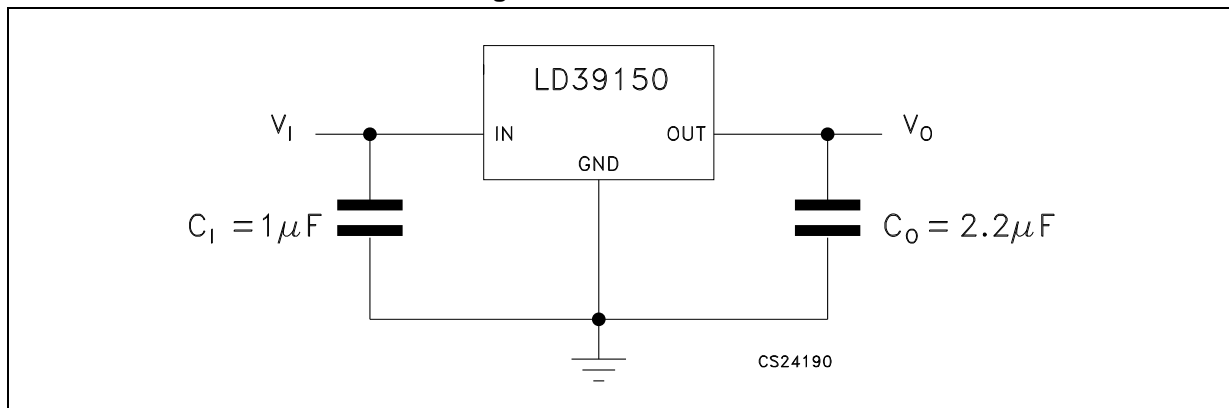 LD39150
V_I
IN
OUT
V_O
GND
C_I = 1µF
C_O = 2.2µF
CS24190